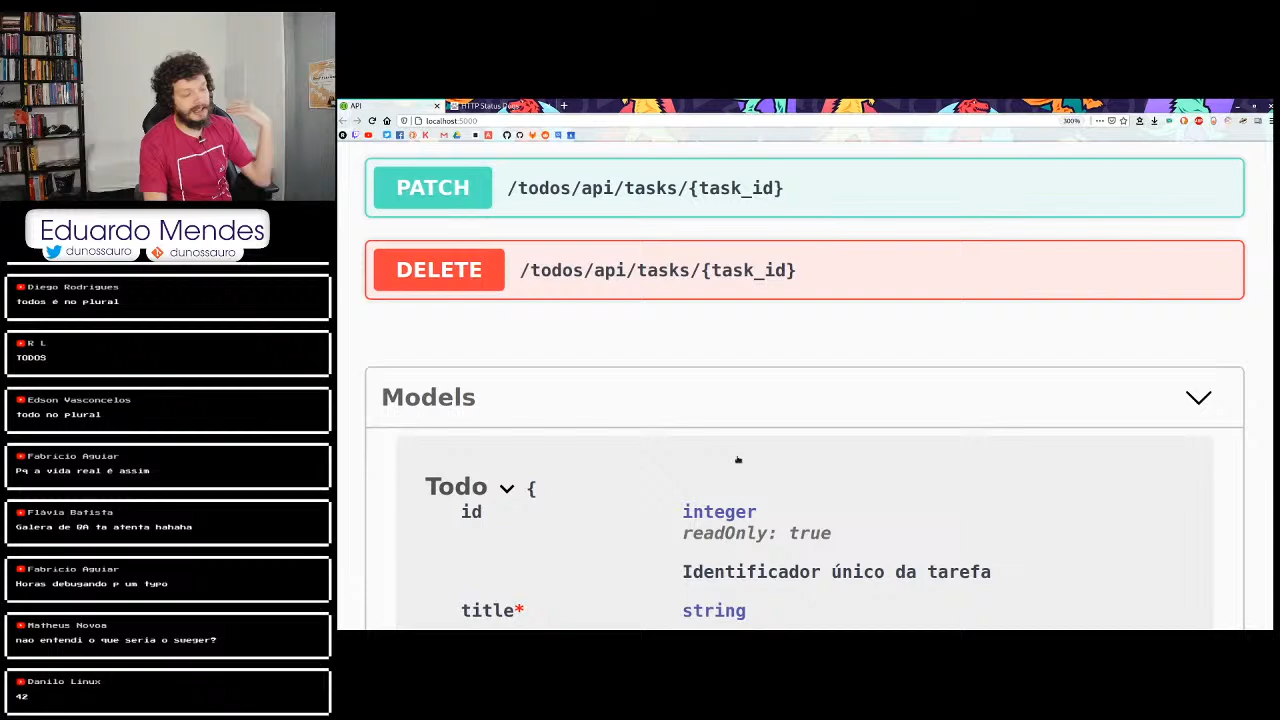 Eduardo Mendes
dunossauro
dunossauro
Diego Rodrigues
todos é no plural
R L
TODOS
Edson Vasconcelos
todo no plural
Fabricio Aguiar
Pq a vida real é assim
Flávia Batista
Galera de QA ta atenta hahaha
Fabricio Aguiar
Horas debugando p um typo
Matheus Novoa
nao entendi o que seria o sueger?
Danilo Linux
42
API
HTTP Status Dogs
localhost:5000
300%
PATCH /todos/api/tasks/{task_id}
DELETE /todos/api/tasks/{task_id}
Models
Todo {
id integer
readOnly: true
Identificador único da tarefa
title* string